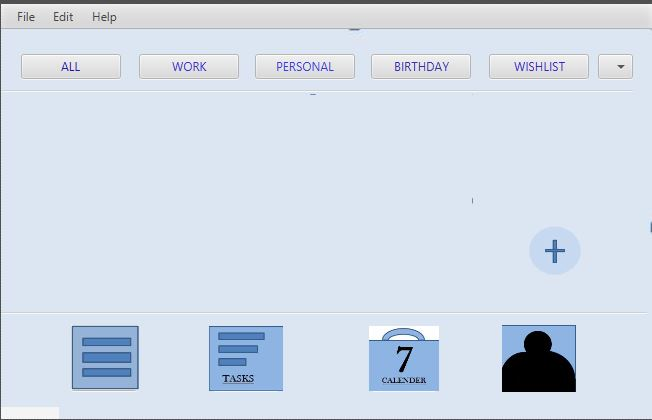 File Edit Help
ALL WORK PERSONAL BIRTHDAY WISHLIST
7
TASKS CALENDER